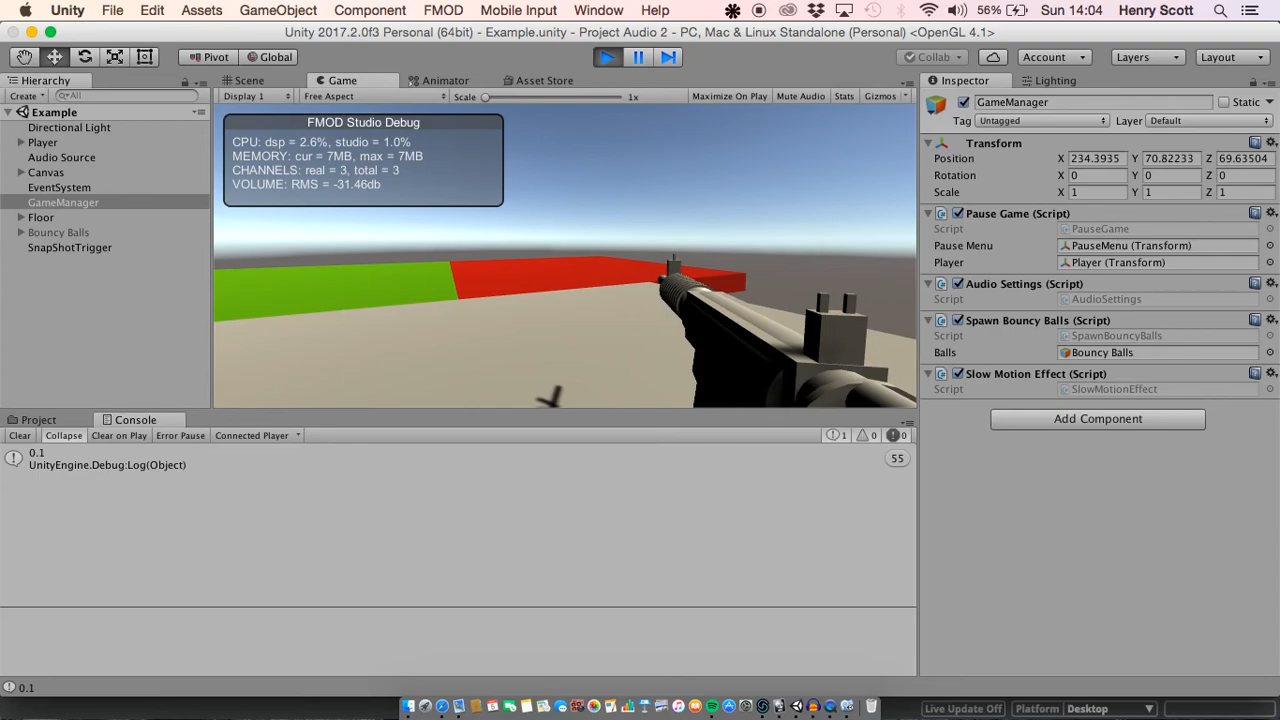 Unity File Edit Assets GameObject Component FMOD Mobile Input Window Help 56% Sun 14:04 Henry Scott
Unity 2017.2.0f3 Personal (64bit) - Example.unity - Project Audio 2 - PC, Mac & Linux Standalone (Personal) <OpenGL 4.1>
Pivot Global Collab Account Layers Layout
Hierarchy Scene Game Animator Asset Store Inspector Lighting
Create All Display 1 Free Aspect Scale 1x Maximize On Play Mute Audio Stats Gizmos
GameManager Static
Tag Untagged Layer Default
Example
Directional Light
Player
Audio Source
Canvas
EventSystem
GameManager
Floor
Bouncy Balls
SnapShotTrigger
FMOD Studio Debug
CPU: dsp = 2.6%, studio = 1.0%
MEMORY: cur = 7MB, max = 7MB
CHANNELS: real = 3, total = 3
VOLUME: RMS = -31.46db
Transform
Position X 234.3935 Y 70.82233 Z 69.63504
Rotation X 0 Y 0 Z 0
Scale X 1 Y 1 Z 1
Pause Game (Script)
Script PauseGame
Pause Menu PauseMenu (Transform)
Player Player (Transform)
Audio Settings (Script)
Script AudioSettings
Spawn Bouncy Balls (Script)
Script SpawnBouncyBalls
Balls Bouncy Balls
Slow Motion Effect (Script)
Script SlowMotionEffect
Add Component
Project Console
Clear Collapse Clear on Play Error Pause Connected Player 1 0 0
0.1
UnityEngine.Debug:Log(Object)
55
0.1
Live Update Off Platform Desktop